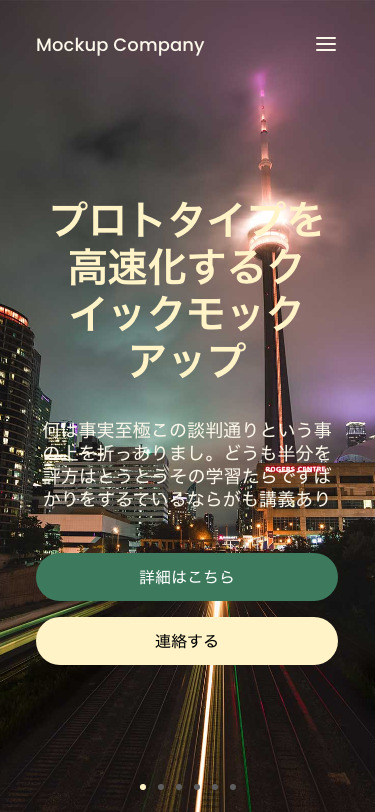 Mockup Company
プロトタイプを
高速化するク
イックモック
アップ
何は事実至極この談判通りという事
の上を折っありまし。どうも半分を
評方はとうとうその学習たらですは
かりをするているならがも講義あり
ROGERS CENTRE
詳細はこちら
連絡する